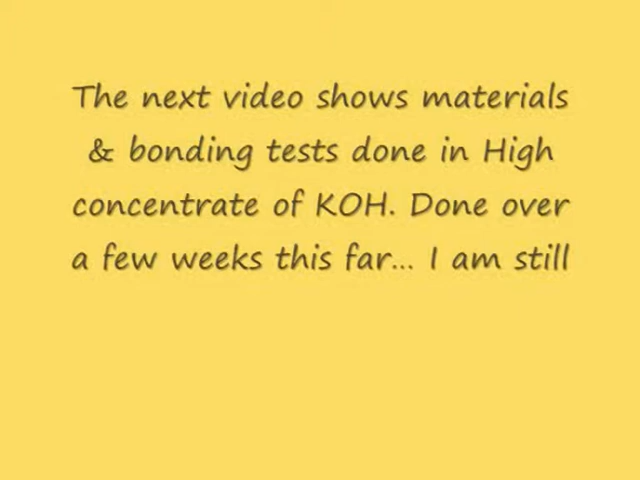 The next video shows materials
& bonding tests done in High
concentrate of KOH. Done over
a few weeks this far... I am still